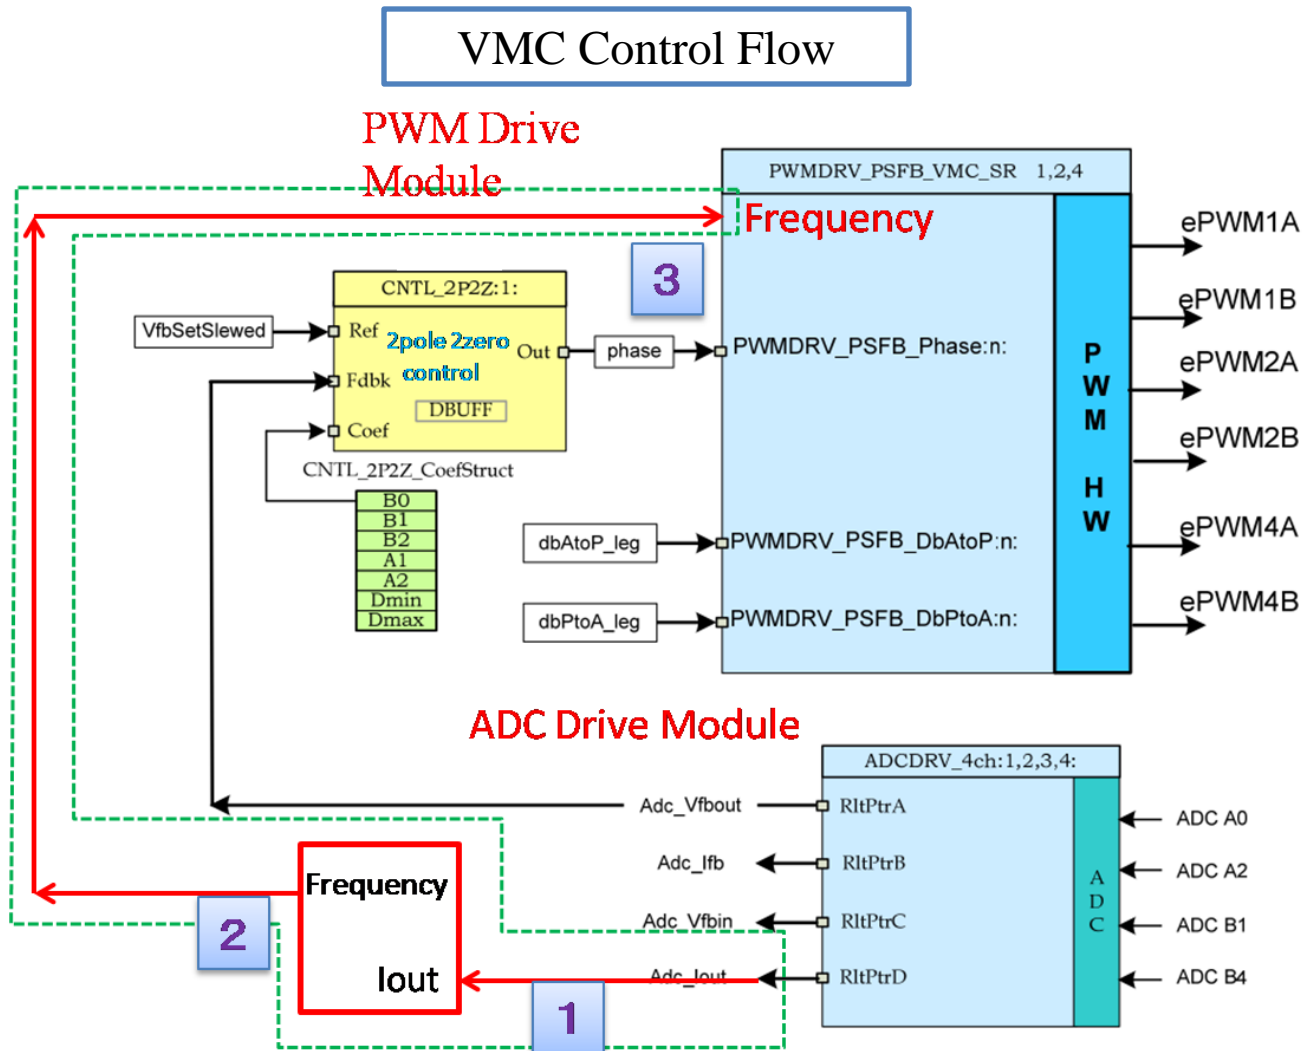 VMC Control Flow
PWM Drive
Module
PWMDRV_PSFB_VMC_SR 1,2,4
Frequency
ePWM1A
3
CNTL_2P2Z:1:
ePWM1B
VfbSetSlewed
Ref
2pole 2zero
control
Out
phase
PWMDRV_PSFB_Phase:n:
P
W
M
H
W
ePWM2A
Fdbk
DBUFF
Coef
ePWM2B
CNTL_2P2Z_CoefStruct
B0
B1
B2
A1
A2
Dmin
Dmax
dbAtoP_leg
PWMDRV_PSFB_DbAtoP:n:
ePWM4A
dbPtoA_leg
PWMDRV_PSFB_DbPtoA:n:
ePWM4B
ADC Drive Module
ADCDRV_4ch:1,2,3,4:
Adc_Vfbout
RltPtrA
ADC A0
Adc_Ifb
RltPtrB
A
D
C
ADC A2
Frequency
Adc_Vfbin
RltPtrC
ADC B1
2
Iout
Adc_Iout
RltPtrD
ADC B4
1